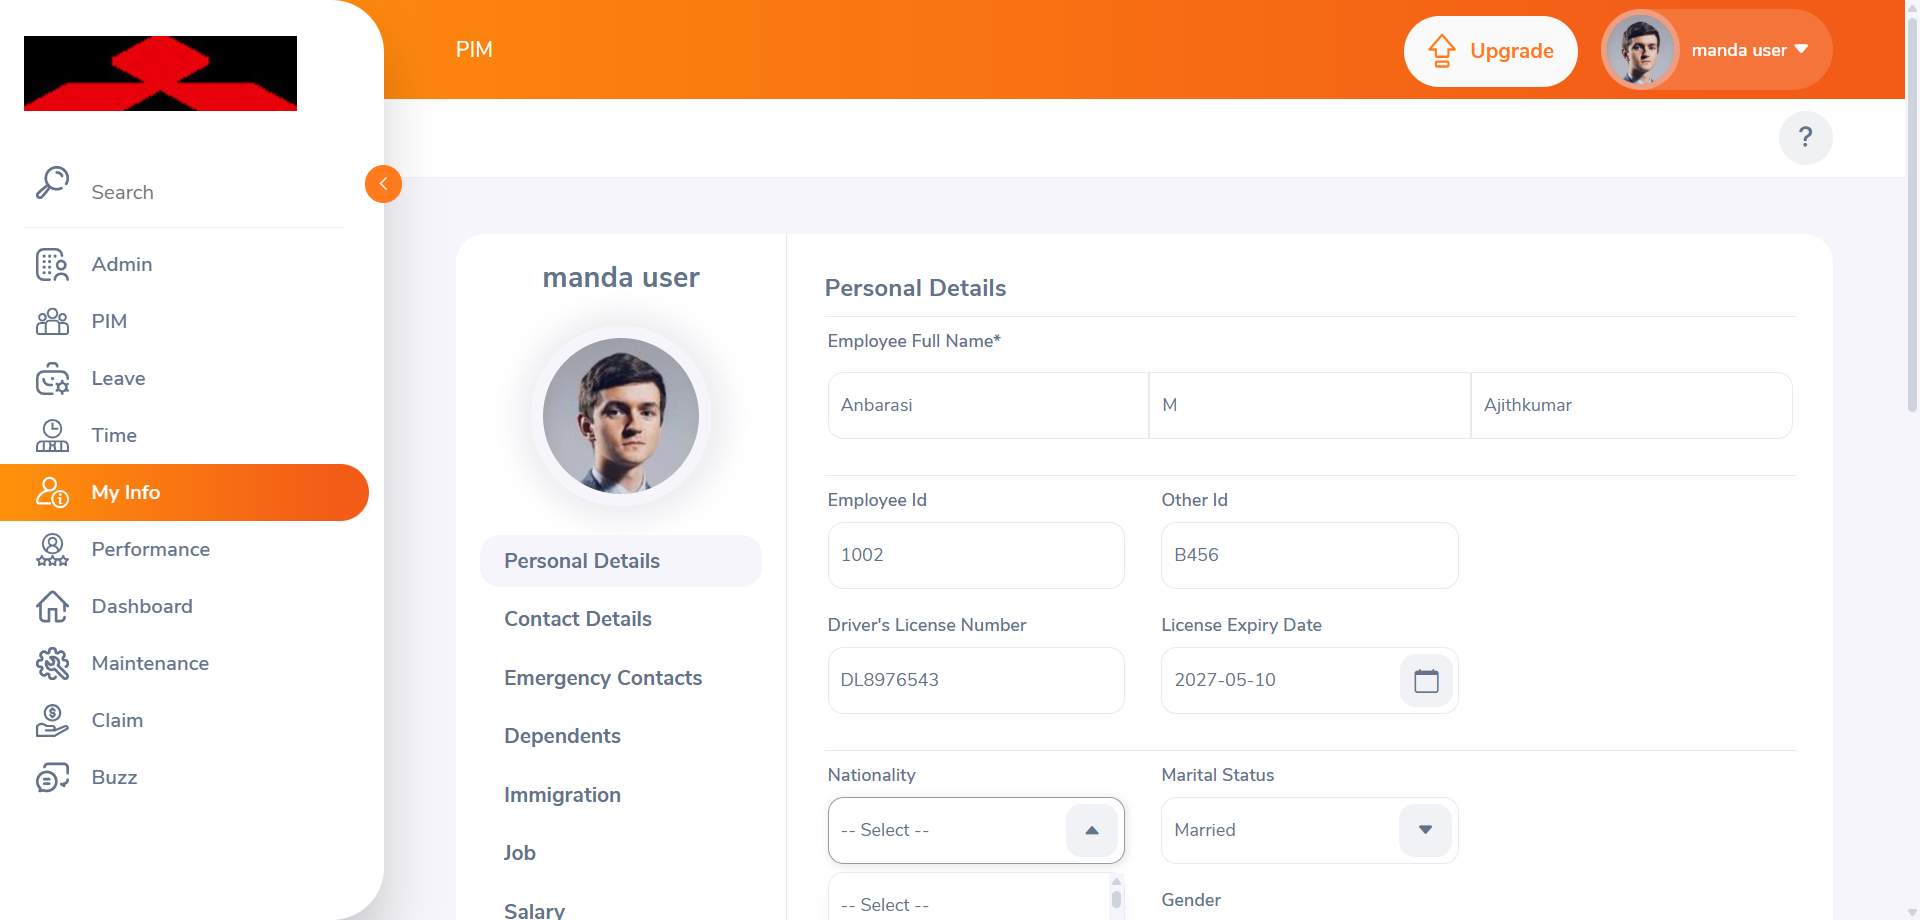 PIM
Upgrade
manda user
?
Search
Admin
PIM
Leave
Time
My Info
Performance
Dashboard
Maintenance
Claim
Buzz
manda user
Personal Details
Contact Details
Emergency Contacts
Dependents
Immigration
Job
Salary
Personal Details
Employee Full Name*
Anbarasi M Ajithkumar
Employee Id Other Id
1002 B456
Driver's License Number License Expiry Date
DL8976543 2027-05-10
Nationality Marital Status
-- Select -- Married
-- Select --
Gender